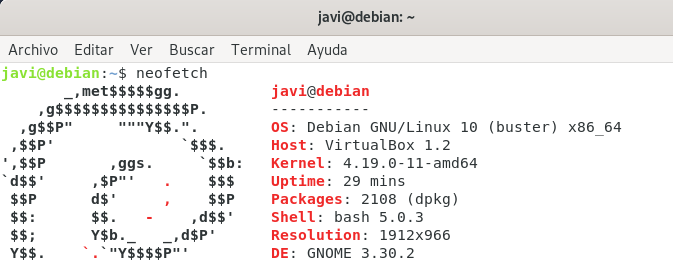 javi@debian: ~
Archivo Editar Ver Buscar Terminal Ayuda
javi@debian:~$ neofetch
       _,met$$$$$gg.          javi@debian
    ,g$$$$$$$$$$$$$$$P.       -----------
  ,g$$P"     """Y$$.".        OS: Debian GNU/Linux 10 (buster) x86_64
 ,$$P'              `$$$.     Host: VirtualBox 1.2
',$$P       ,ggs.     `$$b:   Kernel: 4.19.0-11-amd64
`d$$'     ,$P"'   .    $$$    Uptime: 29 mins
 $$P      d$'     ,    $$P    Packages: 2108 (dpkg)
 $$:      $$.   -    ,d$$'    Shell: bash 5.0.3
 $$;      Y$b._   _,d$P'      Resolution: 1912x966
 Y$$.    `.`"Y$$$$P"'         DE: GNOME 3.30.2